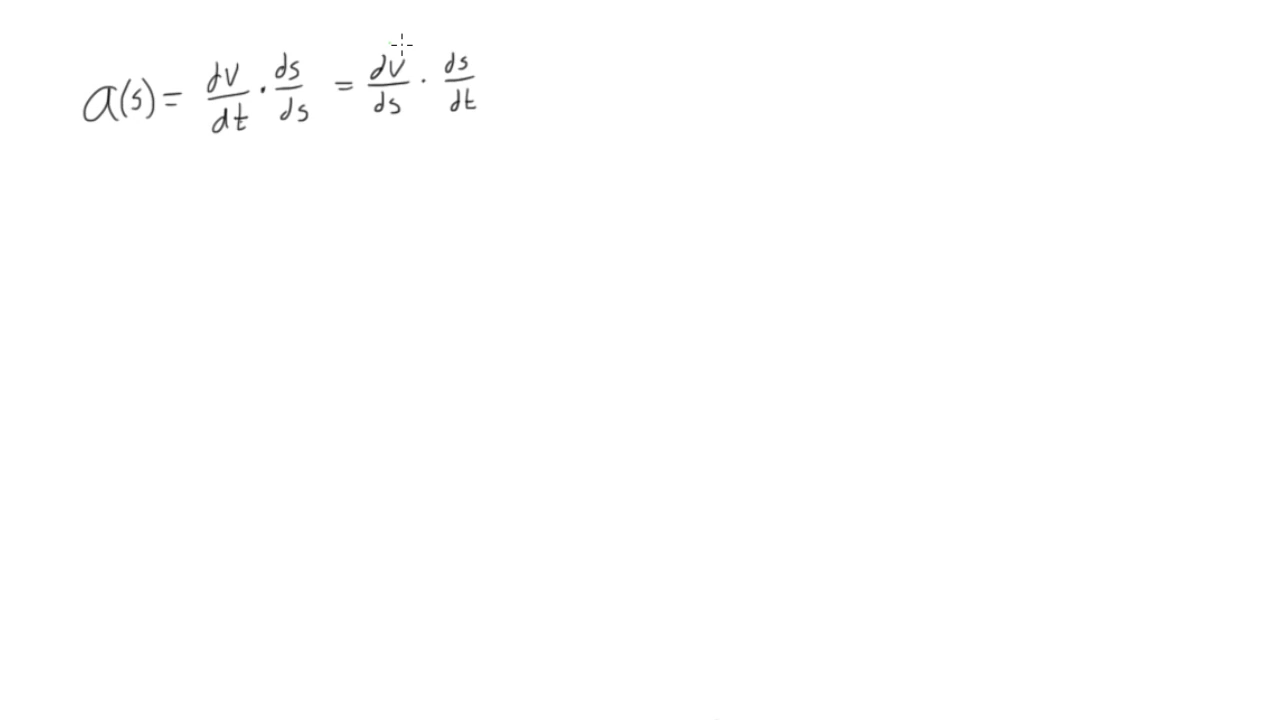 a(s) = dv/dt · ds/ds = dv/ds · ds/dt